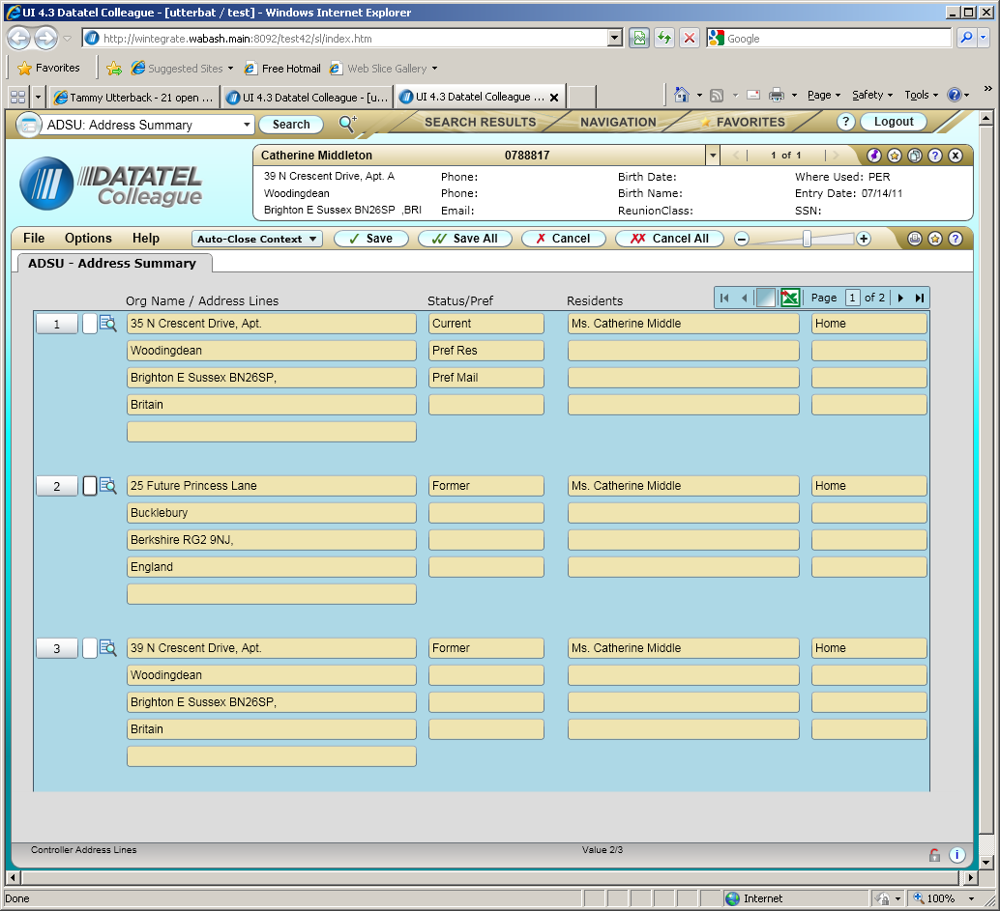 UI 4.3 Datatel Colleague - [utterbat / test] - Windows Internet Explorer
http://wintegrate.wabash.main:8092/test42/sl/index.htm
Google
Favorites Suggested Sites Free Hotmail Web Slice Gallery
Tammy Utterback - 21 open ... UI 4.3 Datatel Colleague - [u... UI 4.3 Datatel Colleague ... Page Safety Tools
ADSU: Address Summary Search SEARCH RESULTS NAVIGATION FAVORITES ? Logout
DATATEL
Colleague
Catherine Middleton 0788817 1 of 1
39 N Crescent Drive, Apt. A Phone: Birth Date: Where Used: PER
Woodingdean Phone: Birth Name: Entry Date: 07/14/11
Brighton E Sussex BN26SP ,BRI Email: ReunionClass: SSN:
File Options Help Auto-Close Context Save Save All Cancel Cancel All
ADSU - Address Summary
Org Name / Address Lines Status/Pref Residents Page 1 of 2
1 35 N Crescent Drive, Apt. Current Ms. Catherine Middle Home
Woodingdean Pref Res
Brighton E Sussex BN26SP, Pref Mail
Britain
2 25 Future Princess Lane Former Ms. Catherine Middle Home
Bucklebury
Berkshire RG2 9NJ,
England
3 39 N Crescent Drive, Apt. Former Ms. Catherine Middle Home
Woodingdean
Brighton E Sussex BN26SP,
Britain
Controller Address Lines Value 2/3
Done Internet 100%